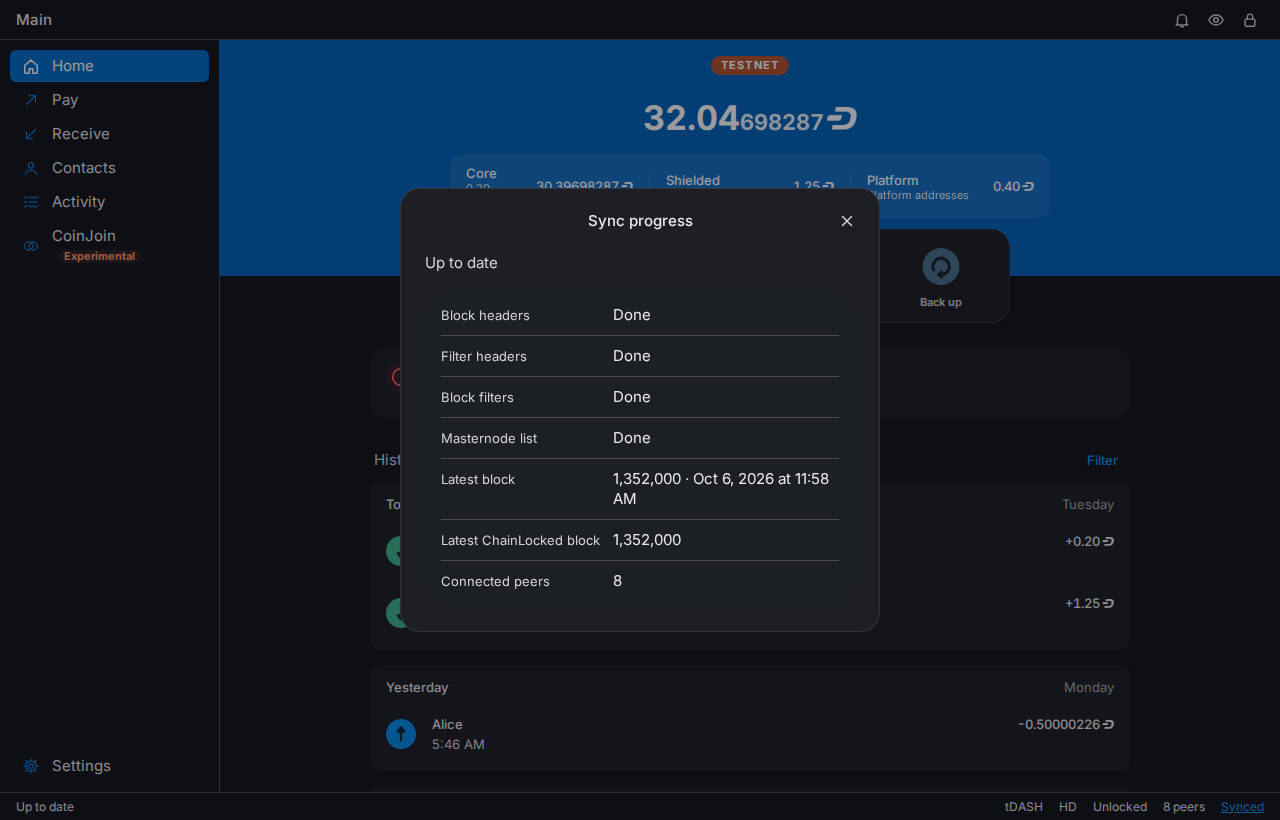 Main
Home
Pay
Receive
Contacts
Activity
CoinJoin
Experimental
Settings
TESTNET
32.04698287
Core
30.39698287
Shielded
1.25
Platform
Platform addresses
0.40
Back up
Sync progress
Up to date
Block headers Done
Filter headers Done
Block filters Done
Masternode list Done
Latest block 1,352,000 · Oct 6, 2026 at 11:58
AM
Latest ChainLocked block 1,352,000
Connected peers 8
Filter
Tuesday
+0.20
+1.25
Yesterday Monday
Alice -0.50000226
5:46 AM
Up to date tDASH HD Unlocked 8 peers Synced